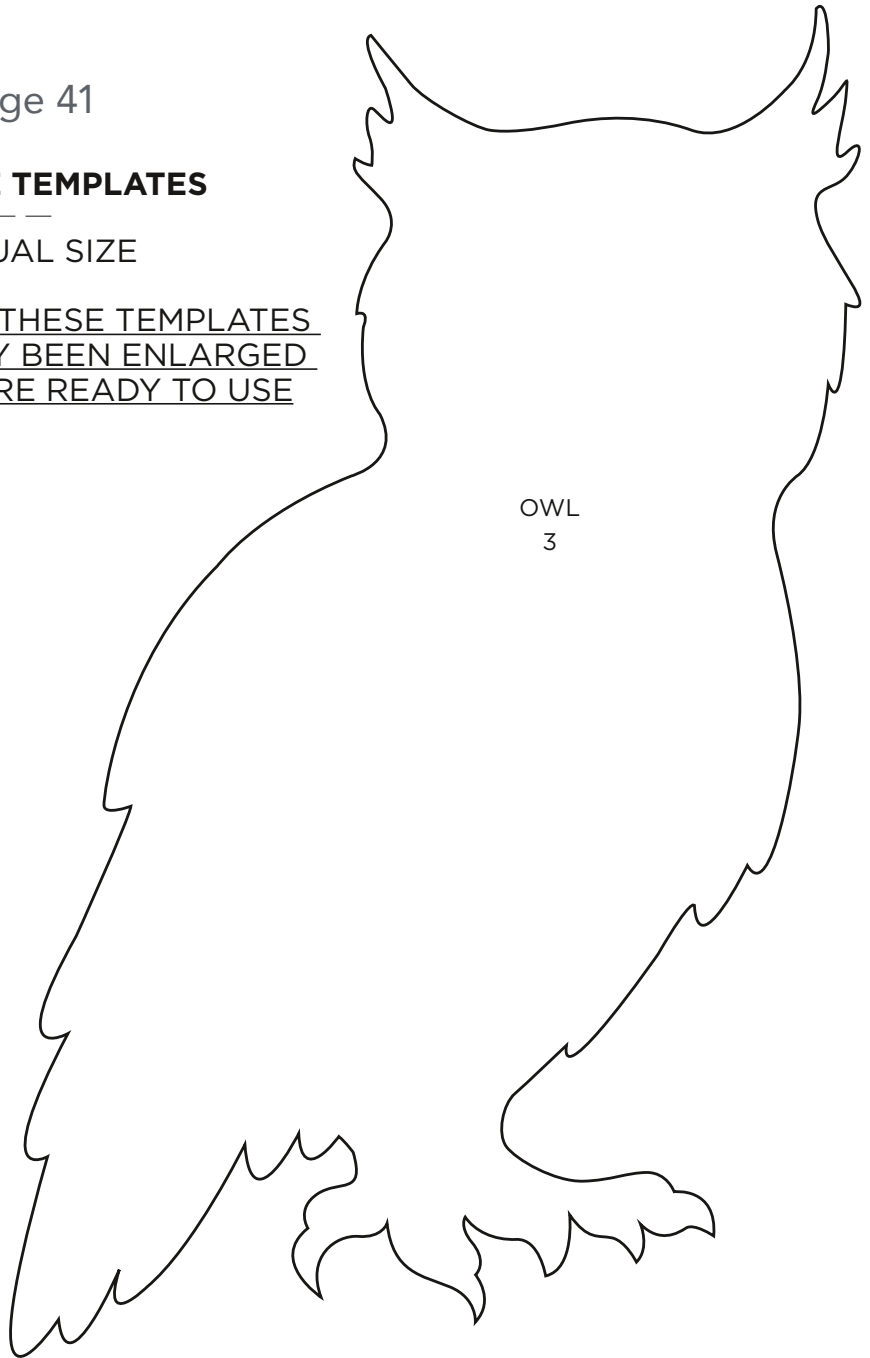 ge 41
TEMPLATES
UAL SIZE
THESE TEMPLATES
Y BEEN ENLARGED
RE READY TO USE
OWL
3